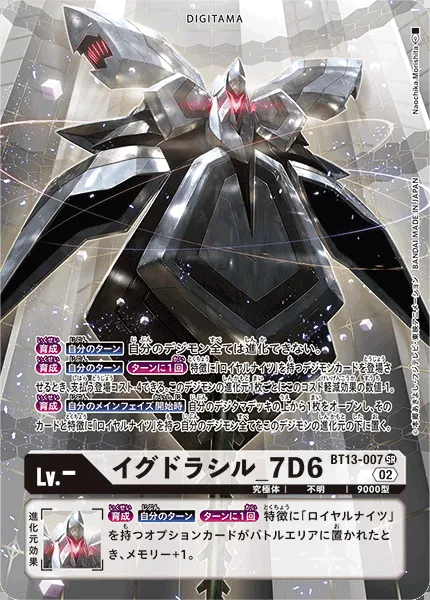 DIGITAMA
Naochika Morishita
BANDAI MADE IN JAPAN
育成 自分のターン 自分のデジモン全ては進化できない。
育成 自分のターン ターンに1回 特徴に「ロイヤルナイツ」を持つデジモンカードを登場さ
せるとき、支払う登場コスト-4できる。このデジモンの進化元1枚ごとにこのコスト軽減効果の数値-1。
育成 自分のメインフェイズ開始時 自分のデジタマデッキの上から1枚をオープンし、その
カードと特徴に「ロイヤルナイツ」を持つ自分のデジモン全てをこのデジモンの進化元の下に置く。
Lv.-
イグドラシル_7D6
BT13-007 SR
02
究極体 不明 9000型
進化元効果
育成 自分のターン ターンに1回 特徴に「ロイヤルナイツ」
を持つオプションカードがバトルエリアに置かれたと
き、メモリー+1。